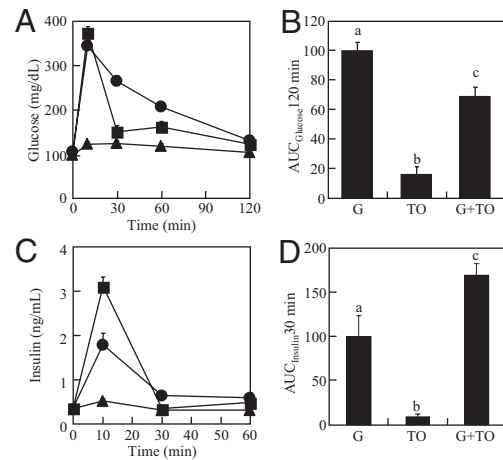 A
400
300
200
100
0
Glucose (mg/dL)
0 30 60 90 120
Time (min)
B
120
100
80
60
40
20
0
AUCGlucose120 min
a
b
c
G TO G+TO
C
4
3
2
1
0
Insulin (ng/mL)
0 10 20 30 40 50 60
Time (min)
D
200
150
100
50
0
AUCInsulin30 min
a
b
c
G TO G+TO